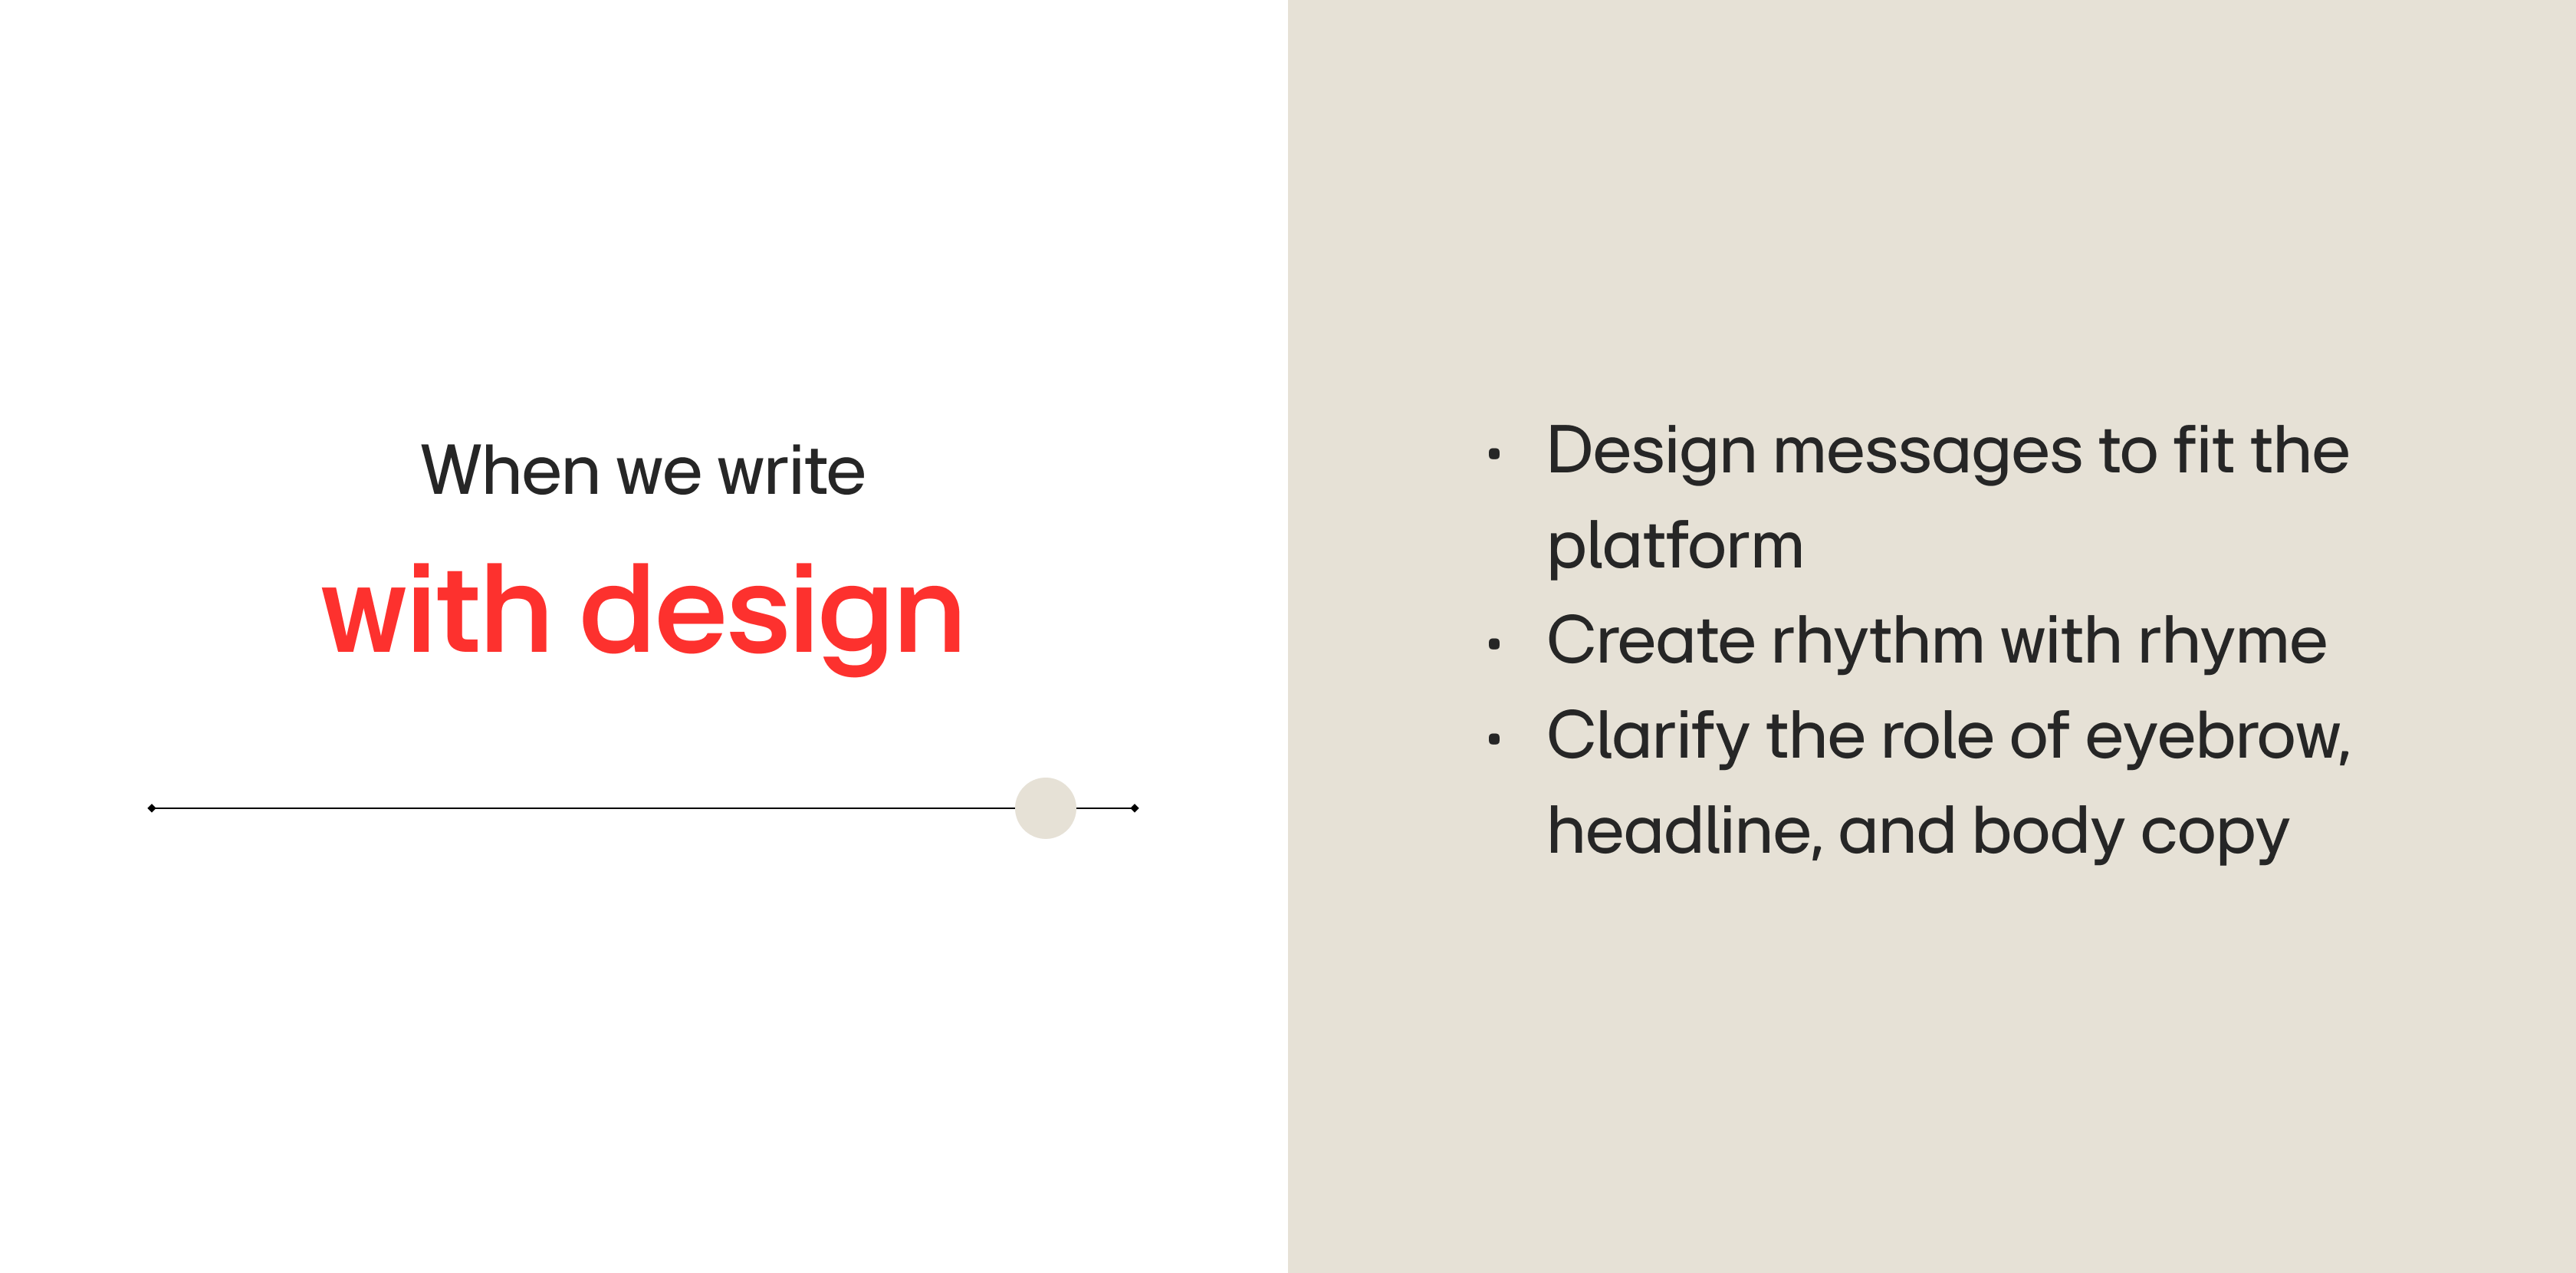 When we write
with design
• Design messages to fit the
platform
• Create rhythm with rhyme
• Clarify the role of eyebrow,
headline, and body copy